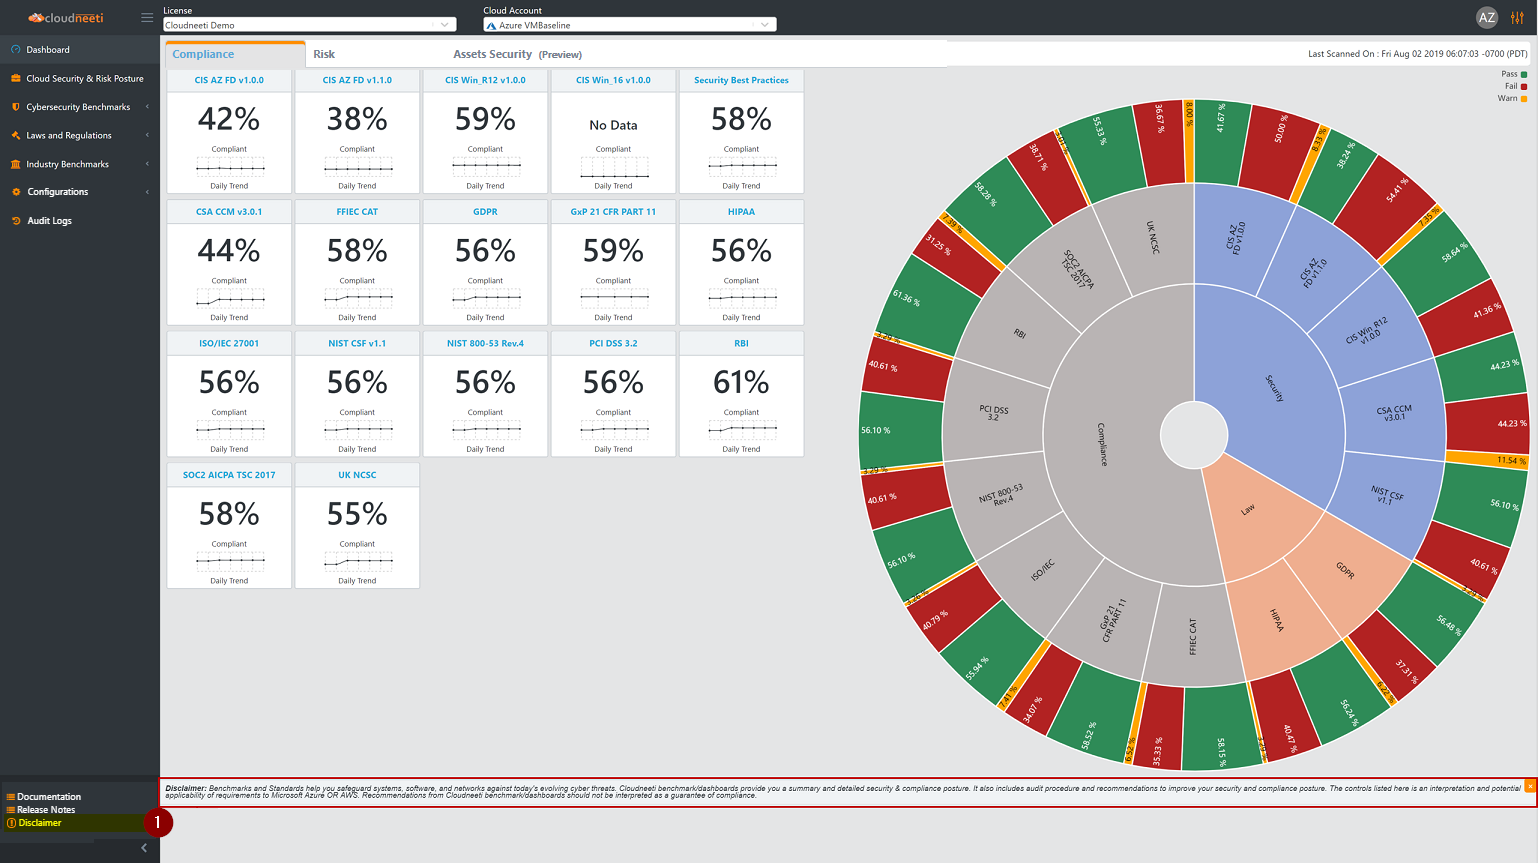 cloudneeti
License
Cloudneeti Demo
Cloud Account
Azure VMBaseline
AZ
Dashboard
Cloud Security & Risk Posture
Cybersecurity Benchmarks
Laws and Regulations
Industry Benchmarks
Configurations
Audit Logs
Documentation
Release Notes
Disclaimer
1
Compliance
Risk
Assets Security (Preview)
Last Scanned On : Fri Aug 02 2019 06:07:03 -0700 (PDT)
CIS AZ FD v1.0.0
42%
Compliant
Daily Trend
CIS AZ FD v1.1.0
38%
Compliant
Daily Trend
CIS Win_R12 v1.0.0
59%
Compliant
Daily Trend
CIS Win_16 v1.0.0
No Data
Compliant
Daily Trend
Security Best Practices
58%
Compliant
Daily Trend
CSA CCM v3.0.1
44%
Compliant
Daily Trend
FFIEC CAT
58%
Compliant
Daily Trend
GDPR
56%
Compliant
Daily Trend
GxP 21 CFR PART 11
59%
Compliant
Daily Trend
HIPAA
56%
Compliant
Daily Trend
ISO/IEC 27001
56%
Compliant
Daily Trend
NIST CSF v1.1
56%
Compliant
Daily Trend
NIST 800-53 Rev.4
56%
Compliant
Daily Trend
PCI DSS 3.2
56%
Compliant
Daily Trend
RBI
61%
Compliant
Daily Trend
SOC2 AICPA TSC 2017
58%
Compliant
Daily Trend
UK NCSC
55%
Compliant
Daily Trend
Pass
Fail
Warn
Security
Law
Compliance
CIS AZ
FD v1.0.0
41.67 %
50.00 %
8.33 %
CIS AZ
FD v1.1.0
38.24 %
54.41 %
7.35 %
CIS Win_R12
v1.0.0
58.64 %
41.36 %
CSA CCM
v3.0.1
44.23 %
44.23 %
11.54 %
NIST CSF
v1.1
56.10 %
40.61 %
3.29 %
GDPR
56.48 %
37.31 %
6.22 %
HIPAA
56.24 %
40.47 %
FFIEC CAT
58.15 %
35.33 %
6.52 %
GxP 21
CFR PART 11
58.52 %
34.07 %
7.41 %
ISO/IEC
55.94 %
40.79 %
3.26 %
NIST 800-53
Rev.4
56.10 %
40.61 %
3.29 %
PCI DSS
3.2
56.10 %
40.61 %
RBI
61.36 %
31.25 %
7.39 %
SOC2 AICPA
TSC 2017
58.28 %
38.71 %
UK NCSC
55.33 %
36.67 %
8.00 %
Disclaimer: Benchmarks and Standards help you safeguard systems, software, and networks against today's evolving cyber threats. Cloudneeti benchmark/dashboards provide you a summary and detailed security & compliance posture. It also includes audit procedure and recommendations to improve your security and compliance posture. The controls listed here is an interpretation and potential
applicability of requirements to Microsoft Azure OR AWS. Recommendations from Cloudneeti benchmark/dashboards should not be interpreted as a guarantee of compliance.